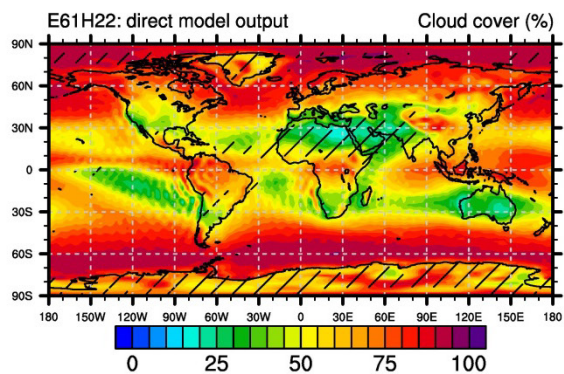 E61H22: direct model output Cloud cover (%)
90N
60N
30N
0
30S
60S
90S
180 150W 120W 90W 60W 30W 0 30E 60E 90E 120E 150E 180
0 25 50 75 100